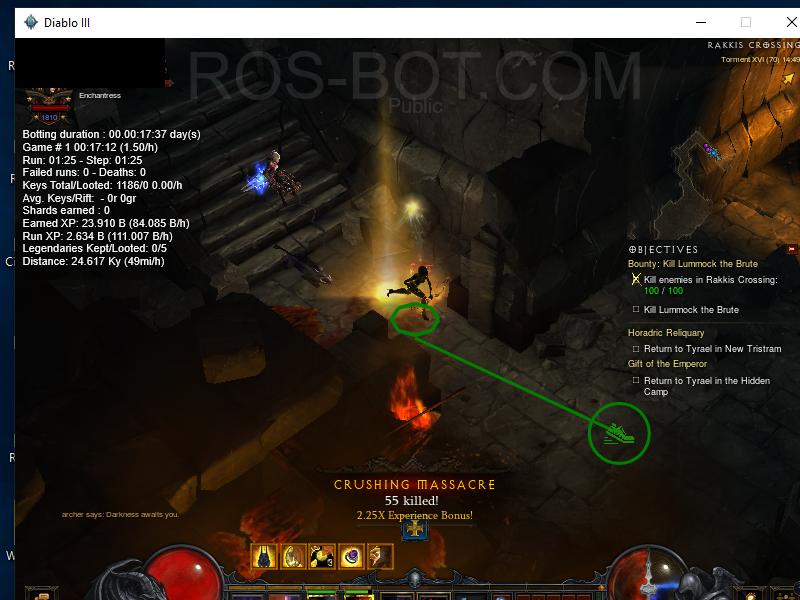 Diablo III
ROS-BOT.COM
Public
RAKKIS CROSSING
Torment XVI (70) 14:49
Enchantress
1810
Botting duration : 00.00:17:37 day(s)
Game # 1 00:17:12 (1.50/h)
Run: 01:25 - Step: 01:25
Failed runs: 0 - Deaths: 0
Keys Total/Looted: 1186/0 0.00/h
Avg. Keys/Rift: - 0r 0gr
Shards earned : 0
Earned XP: 23.910 B (84.085 B/h)
Run XP: 2.634 B (111.007 B/h)
Legendaries Kept/Looted: 0/5
Distance: 24.617 Ky (49mi/h)
OBJECTIVES
Bounty: Kill Lummock the Brute
Kill enemies in Rakkis Crossing:
100 / 100
Kill Lummock the Brute
Horadric Reliquary
Return to Tyrael in New Tristram
Gift of the Emperor
Return to Tyrael in the Hidden
Camp
CRUSHING MASSACRE
55 killed!
2.25X Experience Bonus!
archer says: Darkness awaits you.
3